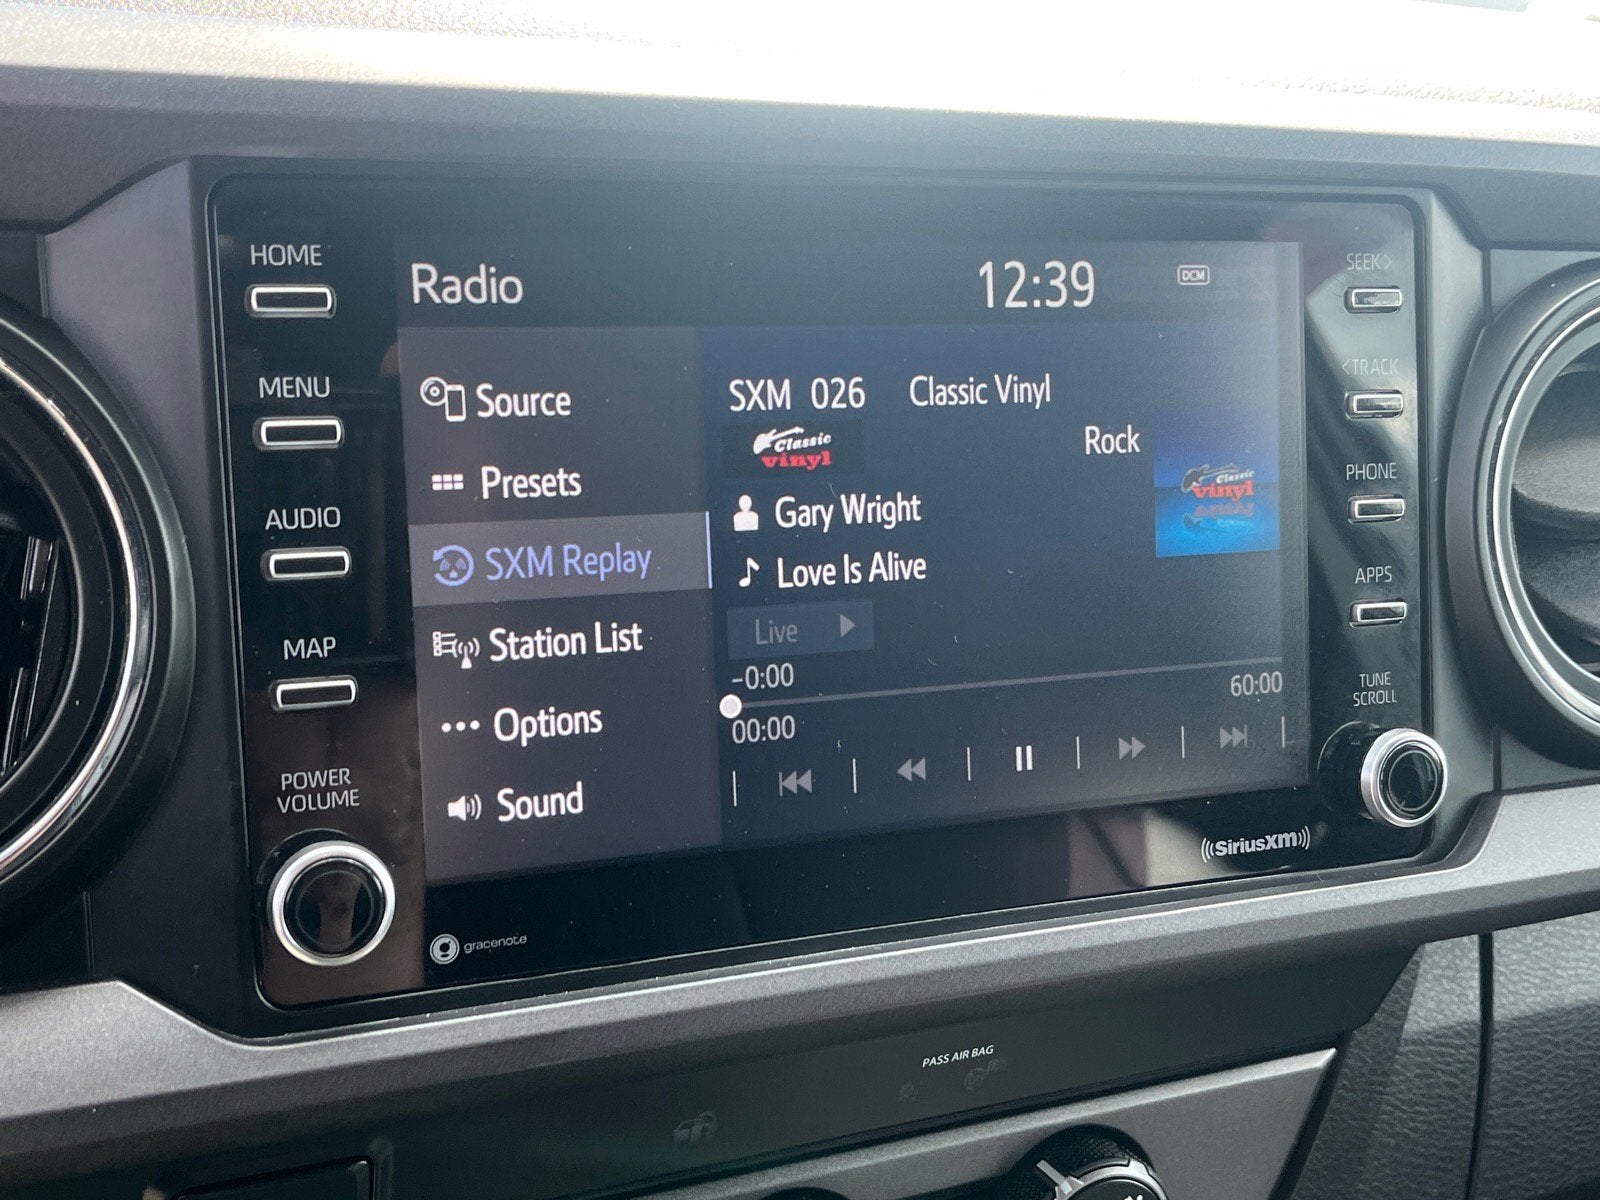 HOME
MENU
AUDIO
MAP
POWER
VOLUME
Radio
12:39
DCM
Source
Presets
SXM Replay
Station List
Options
Sound
SXM 026 Classic Vinyl
Classic
vinyl
Rock
Classic
vinyl
Gary Wright
Love Is Alive
Live
-0:00
60:00
00:00
SEEK >
< TRACK
PHONE
APPS
TUNE
SCROLL
((SiriusXM))
gracenote
PASS AIR BAG